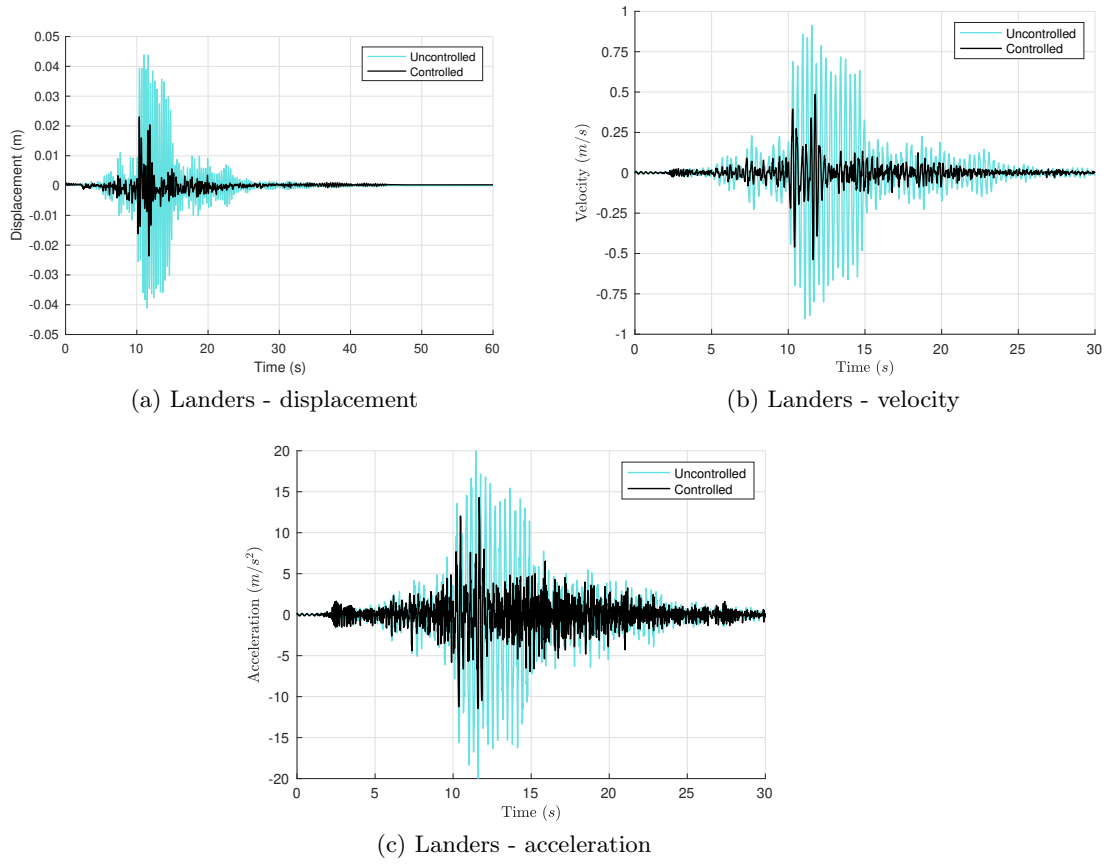 0.05
0.04
0.03
0.02
0.01
0
-0.01
-0.02
-0.03
-0.04
-0.05
Displacement (m)
Uncontrolled
Controlled
0 10 20 30 40 50 60
Time (s)
(a) Landers - displacement
1
0.75
0.5
0.25
0
-0.25
-0.5
-0.75
-1
Velocity (m/s)
Uncontrolled
Controlled
0 5 10 15 20 25 30
Time (s)
(b) Landers - velocity
20
15
10
5
0
-5
-10
-15
-20
Acceleration (m/s²)
Uncontrolled
Controlled
0 5 10 15 20 25 30
Time (s)
(c) Landers - acceleration